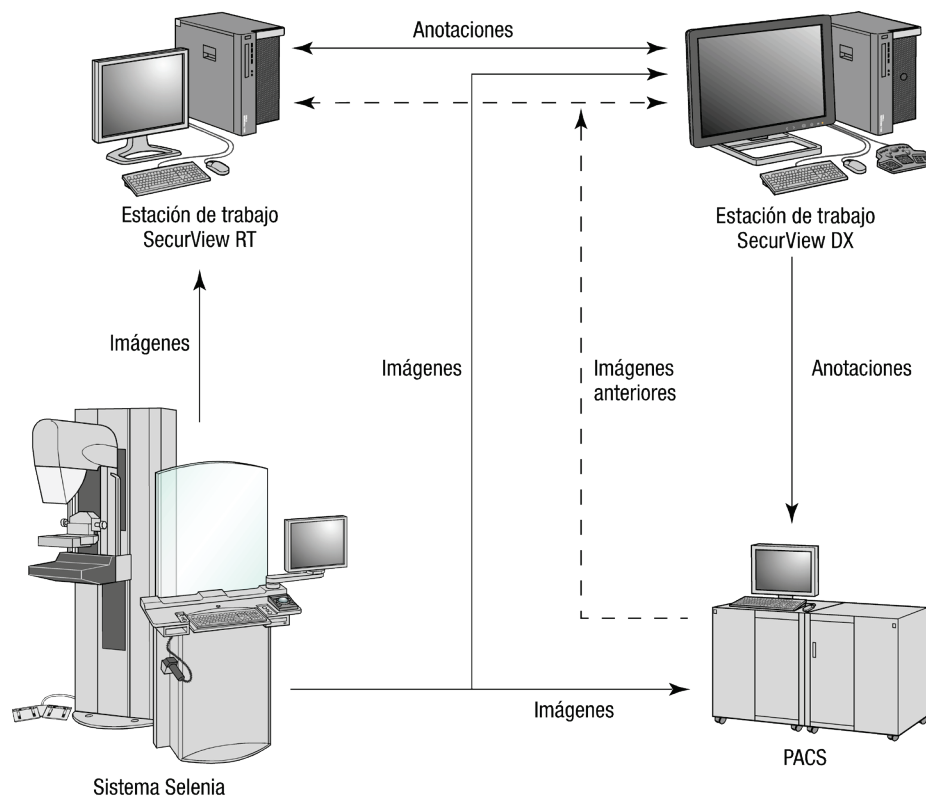 Anotaciones
Estación de trabajo
SecurView RT
Estación de trabajo
SecurView DX
Imágenes
Imágenes
Imágenes
anteriores
Anotaciones
Imágenes
PACS
Sistema Selenia